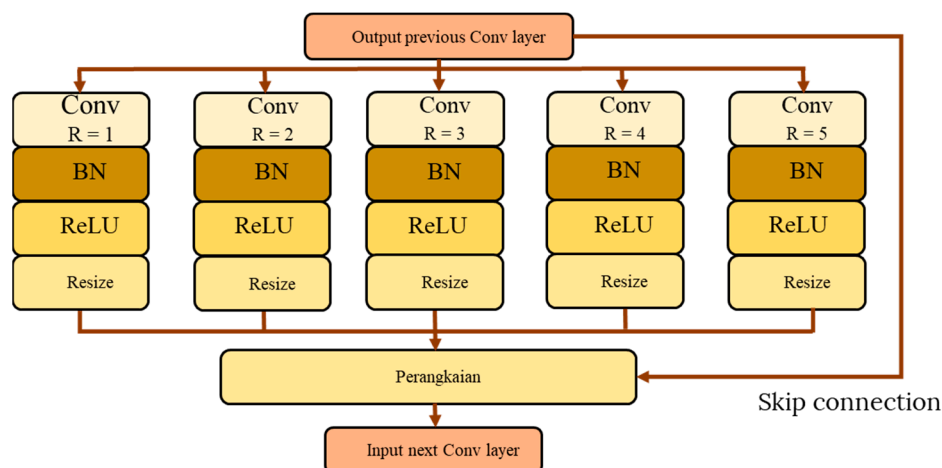 Output previous Conv layer
Conv
R = 1
Conv
R = 2
Conv
R = 3
Conv
R = 4
Conv
R = 5
BN
BN
BN
BN
BN
ReLU
ReLU
ReLU
ReLU
ReLU
Resize
Resize
Resize
Resize
Resize
Perangkaian
Skip connection
Input next Conv layer